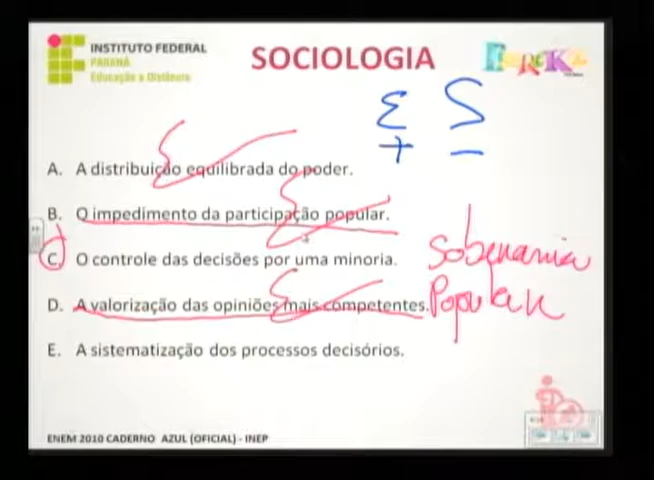 INSTITUTO FEDERAL
PARANÁ
Educação a Distância
SOCIOLOGIA
EUREKA
A. A distribuição equilibrada do poder.
B. O impedimento da participação popular.
C. O controle das decisões por uma minoria.
D. A valorização das opiniões mais competentes.
E. A sistematização dos processos decisórios.
+ −
Soberania
Popular
ENEM 2010 CADERNO AZUL (OFICIAL) - INEP